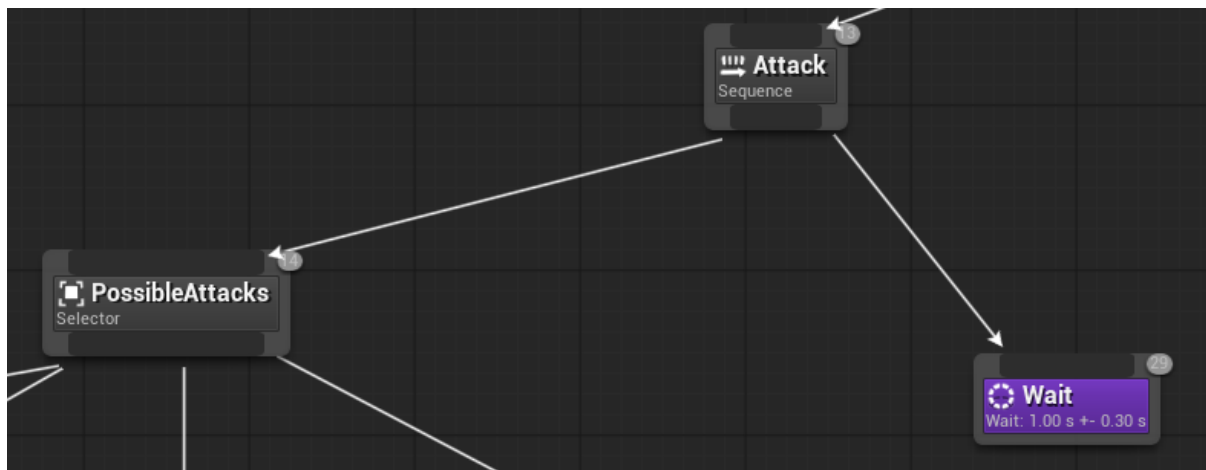 13
Attack
Sequence
14
PossibleAttacks
Selector
29
Wait
Wait: 1.00 s +- 0.30 s